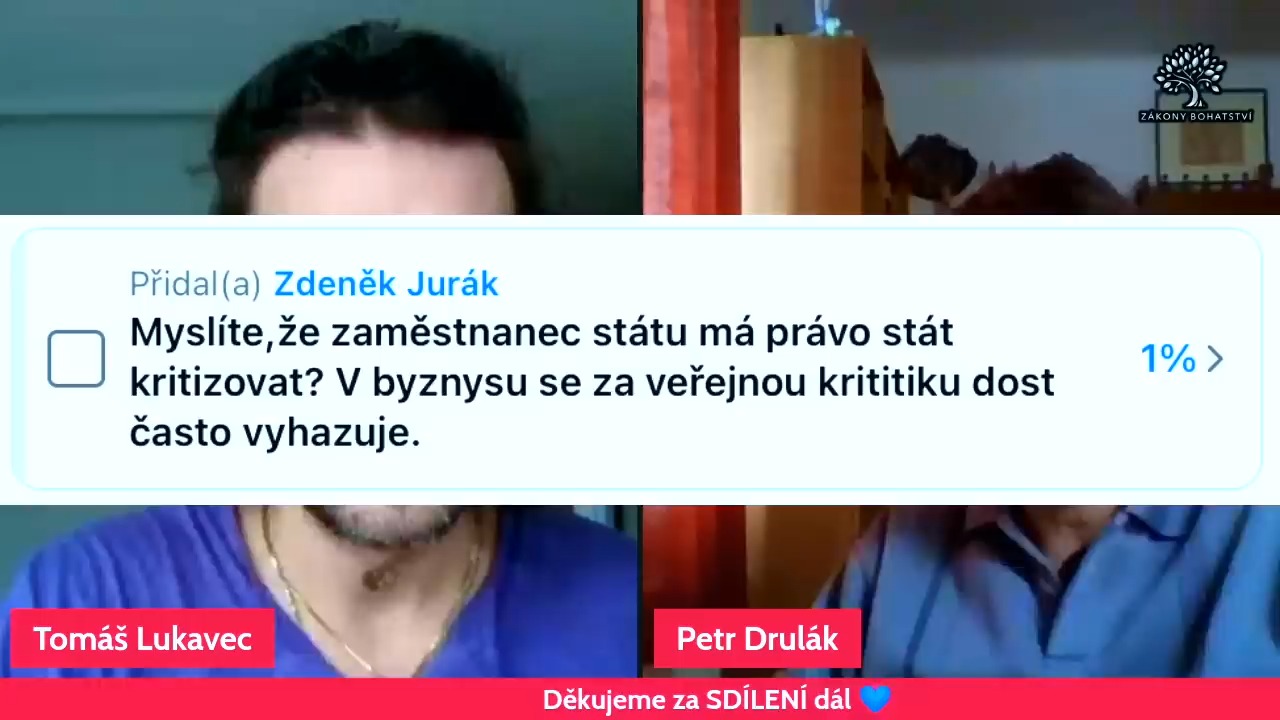 ZÁKONY BOHATSTVÍ
Přidal(a) Zdeněk Jurák
Myslíte,že zaměstnanec státu má právo stát
kritizovat? V byznysu se za veřejnou krititiku dost
často vyhazuje.
1%
Tomáš Lukavec
Petr Drulák
Děkujeme za SDÍLENÍ dál 💙